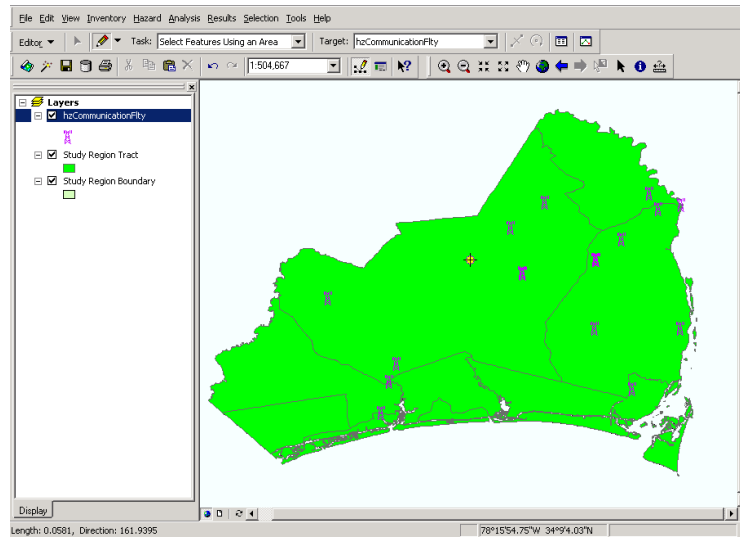 File Edit View Inventory Hazard Analysis Results Selection Tools Help
Editor Task: Select Features Using an Area Target: hzCommunicationFlty
1:504,667
Layers
hzCommunicationFlty
Study Region Tract
Study Region Boundary
Display
Length: 0.0581, Direction: 161.9395 78°15'54.75"W 34°9'4.03"N